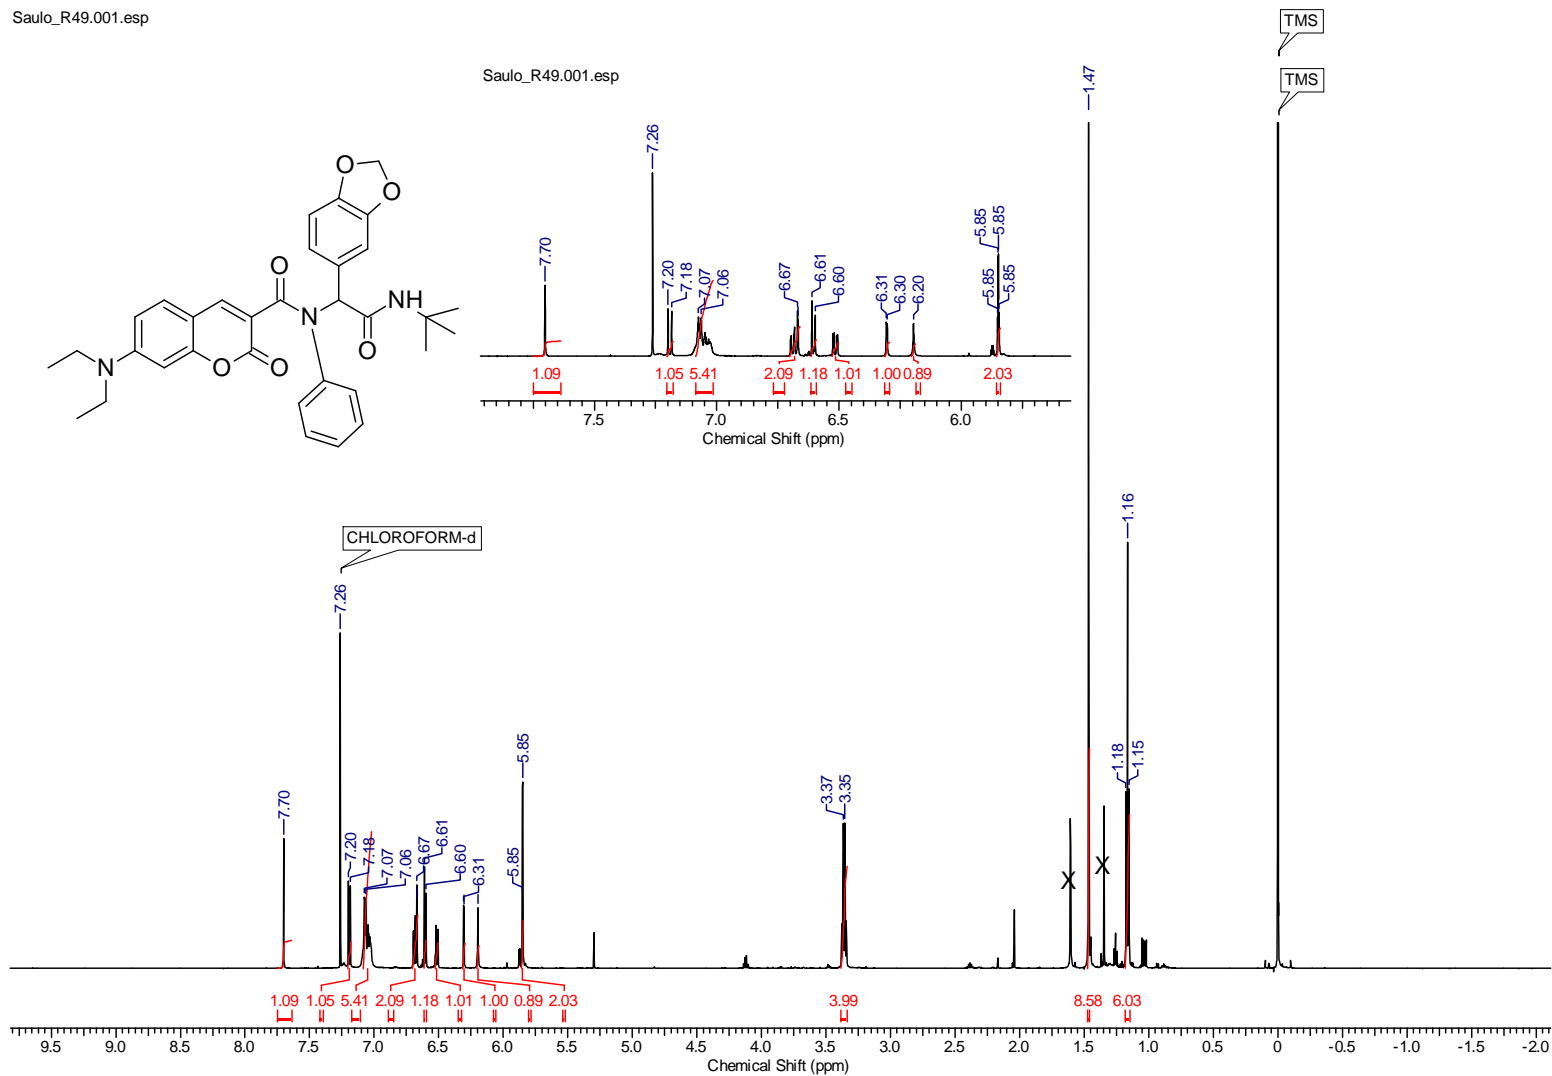 Saulo_R49.001.esp
TMS
Saulo_R49.001.esp
TMS
1.47
7.70
7.26
7.20
7.18
7.07
7.06
6.67
6.61
6.60
6.31
6.30
6.20
5.85
5.85
5.85
5.85
1.09 1.05 5.41 2.09 1.18 1.01 1.00 0.89 2.03
7.5 7.0 6.5 6.0
Chemical Shift (ppm)
O
O
O
N
NH
O
N
O
O
CHLOROFORM-d
7.70
7.26
7.20
7.18
7.07
7.06
6.67
6.61
6.60
6.31
5.85
5.85
3.37
3.35
X
X
1.18
1.16
1.15
1.09 1.05 5.41 2.09 1.18 1.01 1.00 0.89 2.03 3.99 8.58 6.03
9.5 9.0 8.5 8.0 7.5 7.0 6.5 6.0 5.5 5.0 4.5 4.0 3.5 3.0 2.5 2.0 1.5 1.0 0.5 0 -0.5 -1.0 -1.5 -2.0
Chemical Shift (ppm)